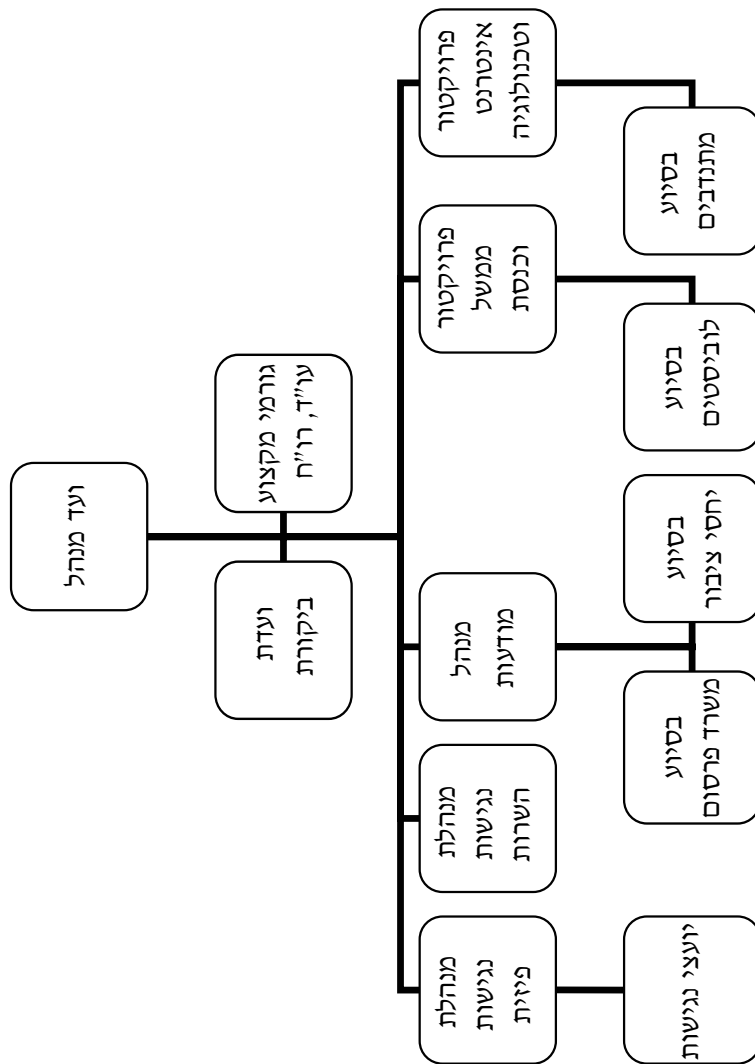 ועד מנהל
גורמי מקצוע
עו"ד, רו"ח
ועדת
ביקורת
פרויקטור
אינטרנט
וטכנולוגיה
פרויקטור
ממשל
וכנסת
מנהל
מודעות
מנהלת
נגישות
השרות
מנהלת
נגישות
פיזית
בסיוע
מתנדבים
בסיוע
לוביסטים
בסיוע
יחסי ציבור
בסיוע
משרד פרסום
יועצי נגישות